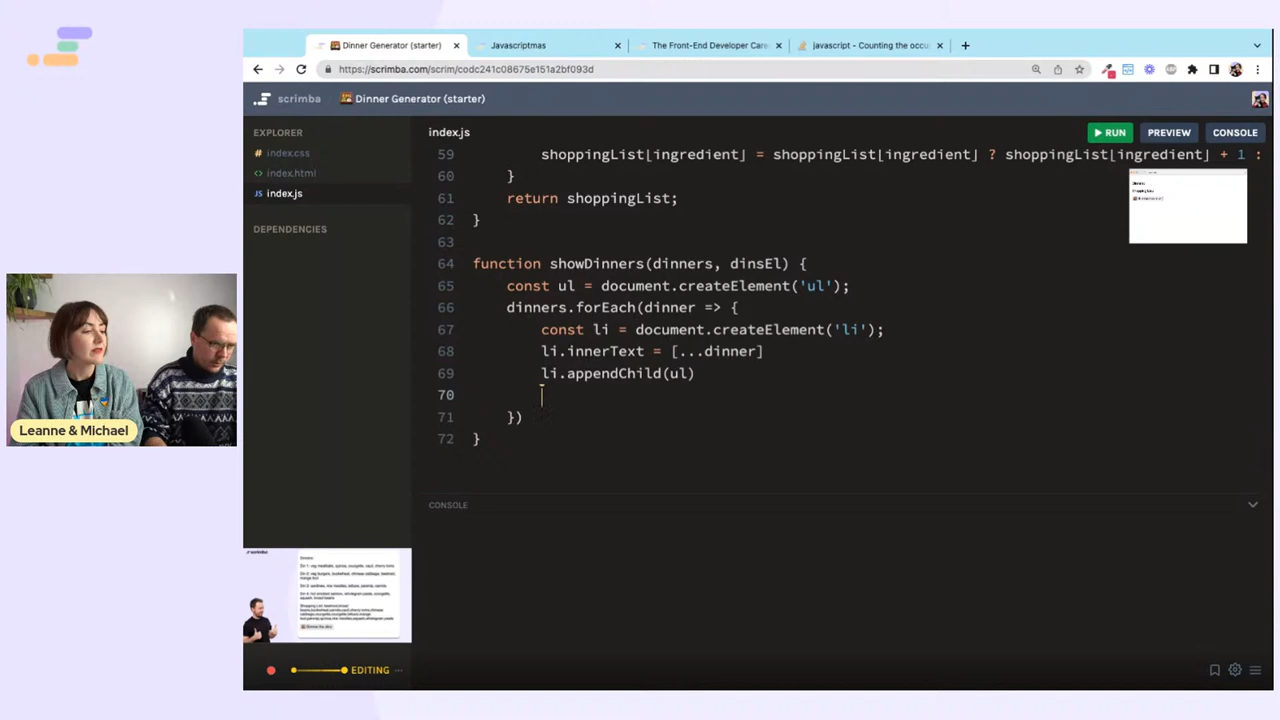 Dinner Generator (starter)
Javascriptmas
The Front-End Developer Care
javascript - Counting the occu
https://scrimba.com/scrim/codc241c08675e151a2bf093d
scrimba
Dinner Generator (starter)
EXPLORER
index.css
index.html
index.js
DEPENDENCIES
index.js
RUN
PREVIEW
CONSOLE
59 shoppingList[ingredient] = shoppingList[ingredient] ? shoppingList[ingredient] + 1 :
60 }
61 return shoppingList;
62 }
63
64 function showDinners(dinners, dinsEl) {
65 const ul = document.createElement('ul');
66 dinners.forEach(dinner => {
67 const li = document.createElement('li');
68 li.innerText = [...dinner]
69 li.appendChild(ul)
70
71 })
72 }
CONSOLE
Leanne & Michael
EDITING